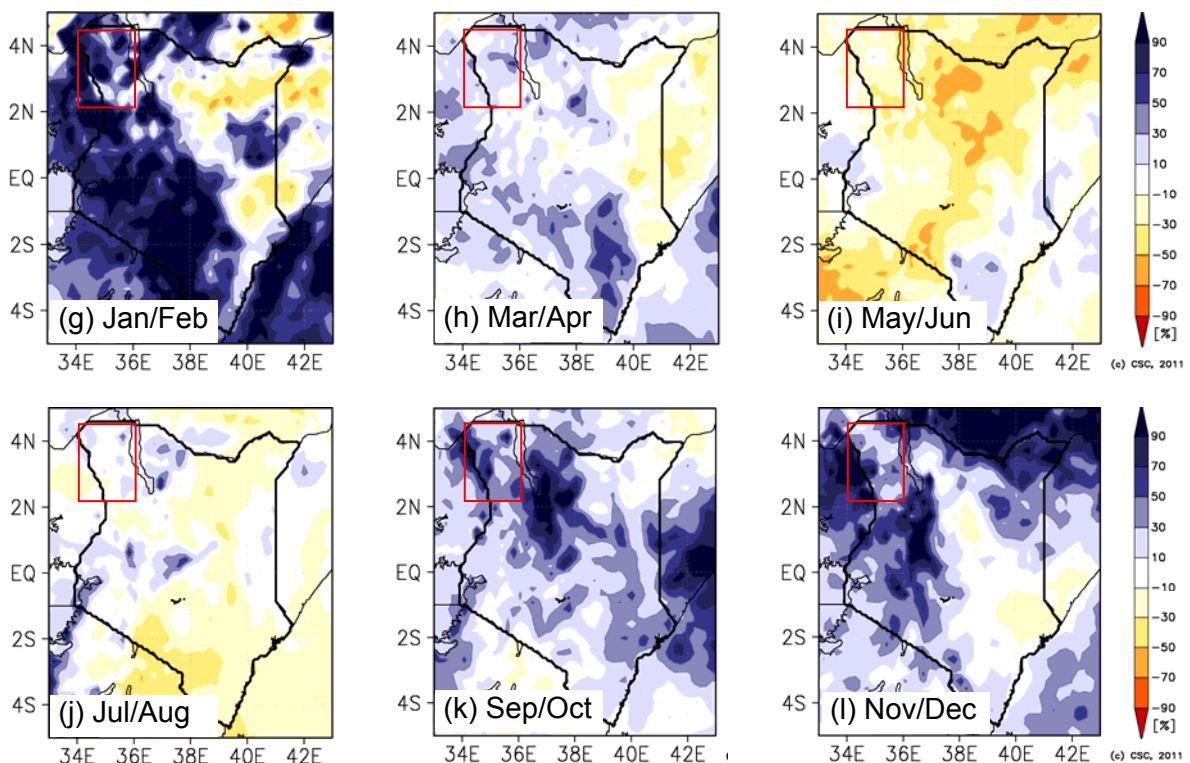 4N
2N
EQ
2S
4S
(g) Jan/Feb
34E 36E 38E 40E 42E
(h) Mar/Apr
34E 36E 38E 40E 42E
(i) May/Jun
34E 36E 38E 40E 42E
90
70
50
30
10
−10
−30
−50
−70
−90
[%]
(c) CSC, 2011
4N
2N
EQ
2S
4S
4N
2N
EQ
2S
4S
4N
2N
EQ
2S
4S
(j) Jul/Aug
34E 36E 38E 40E 42E
4N
2N
EQ
2S
4S
(k) Sep/Oct
34E 36E 38E 40E 42E
4N
2N
EQ
2S
4S
(l) Nov/Dec
34E 36E 38E 40E 42E
90
70
50
30
10
−10
−30
−50
−70
−90
[%]
(c) CSC, 2011